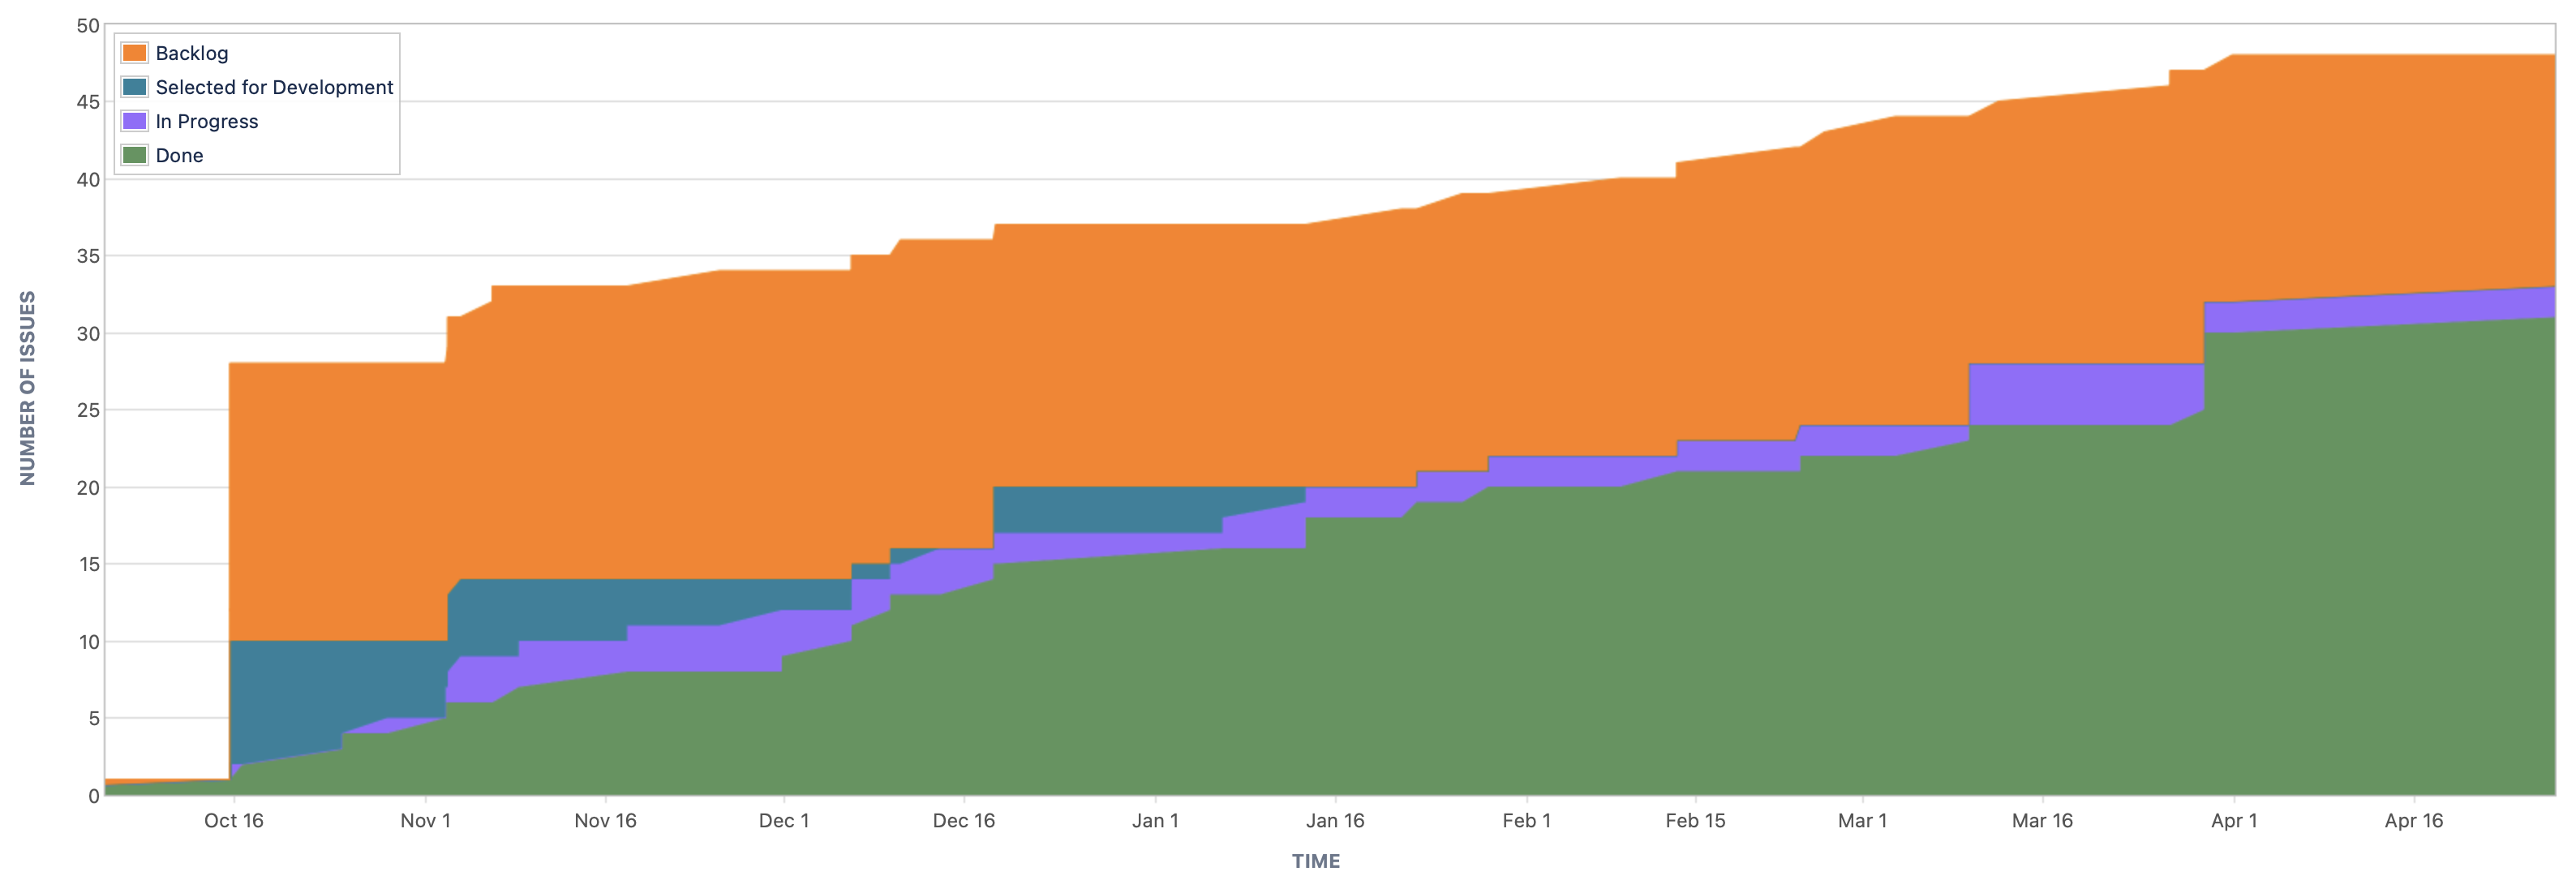 50
45
40
35
30
25
20
15
10
5
0
Backlog
Selected for Development
In Progress
Done
NUMBER OF ISSUES
Oct 16 Nov 1 Nov 16 Dec 1 Dec 16 Jan 1 Jan 16 Feb 1 Feb 15 Mar 1 Mar 16 Apr 1 Apr 16
TIME